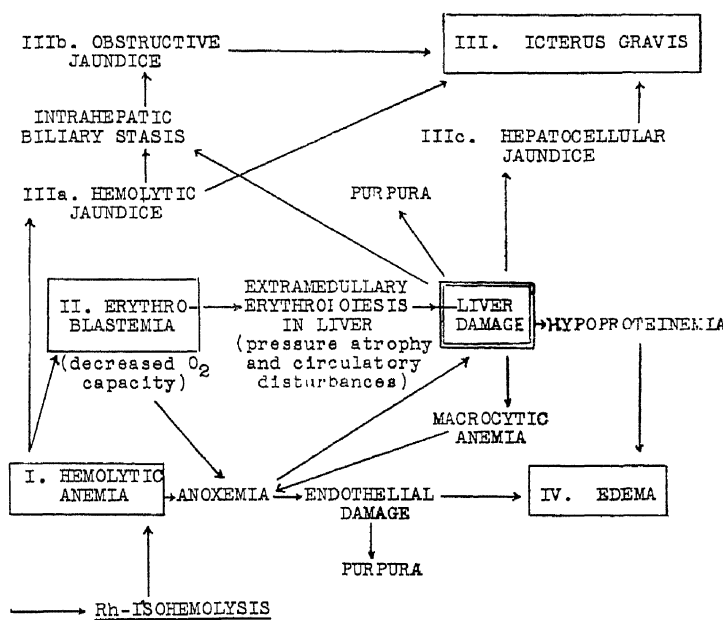 IIIb. OBSTRUCTIVE
JAUNDICE
III. ICTERUS GRAVIS
INTRAHEPATIC
BILIARY STASIS
IIIc. HEPATOCELLULAR
JAUNDICE
IIIa. HEMOLYTIC
JAUNDICE
PURPURA
II. ERYTHRO
BLASTEMIA
(decreased O2
capacity)
EXTRAMEDULLARY
ERYTHROPOIESIS
IN LIVER
(pressure atrophy
and circulatory
disturbances)
LIVER
DAMAGE
HYPOPROTEINEMIA
MACROCYTIC
ANEMIA
I. HEMOLYTIC
ANEMIA
ANOXEMIA
ENDOTHELIAL
DAMAGE
IV. EDEMA
PURPURA
Rh-ISOHEMOLYSIS